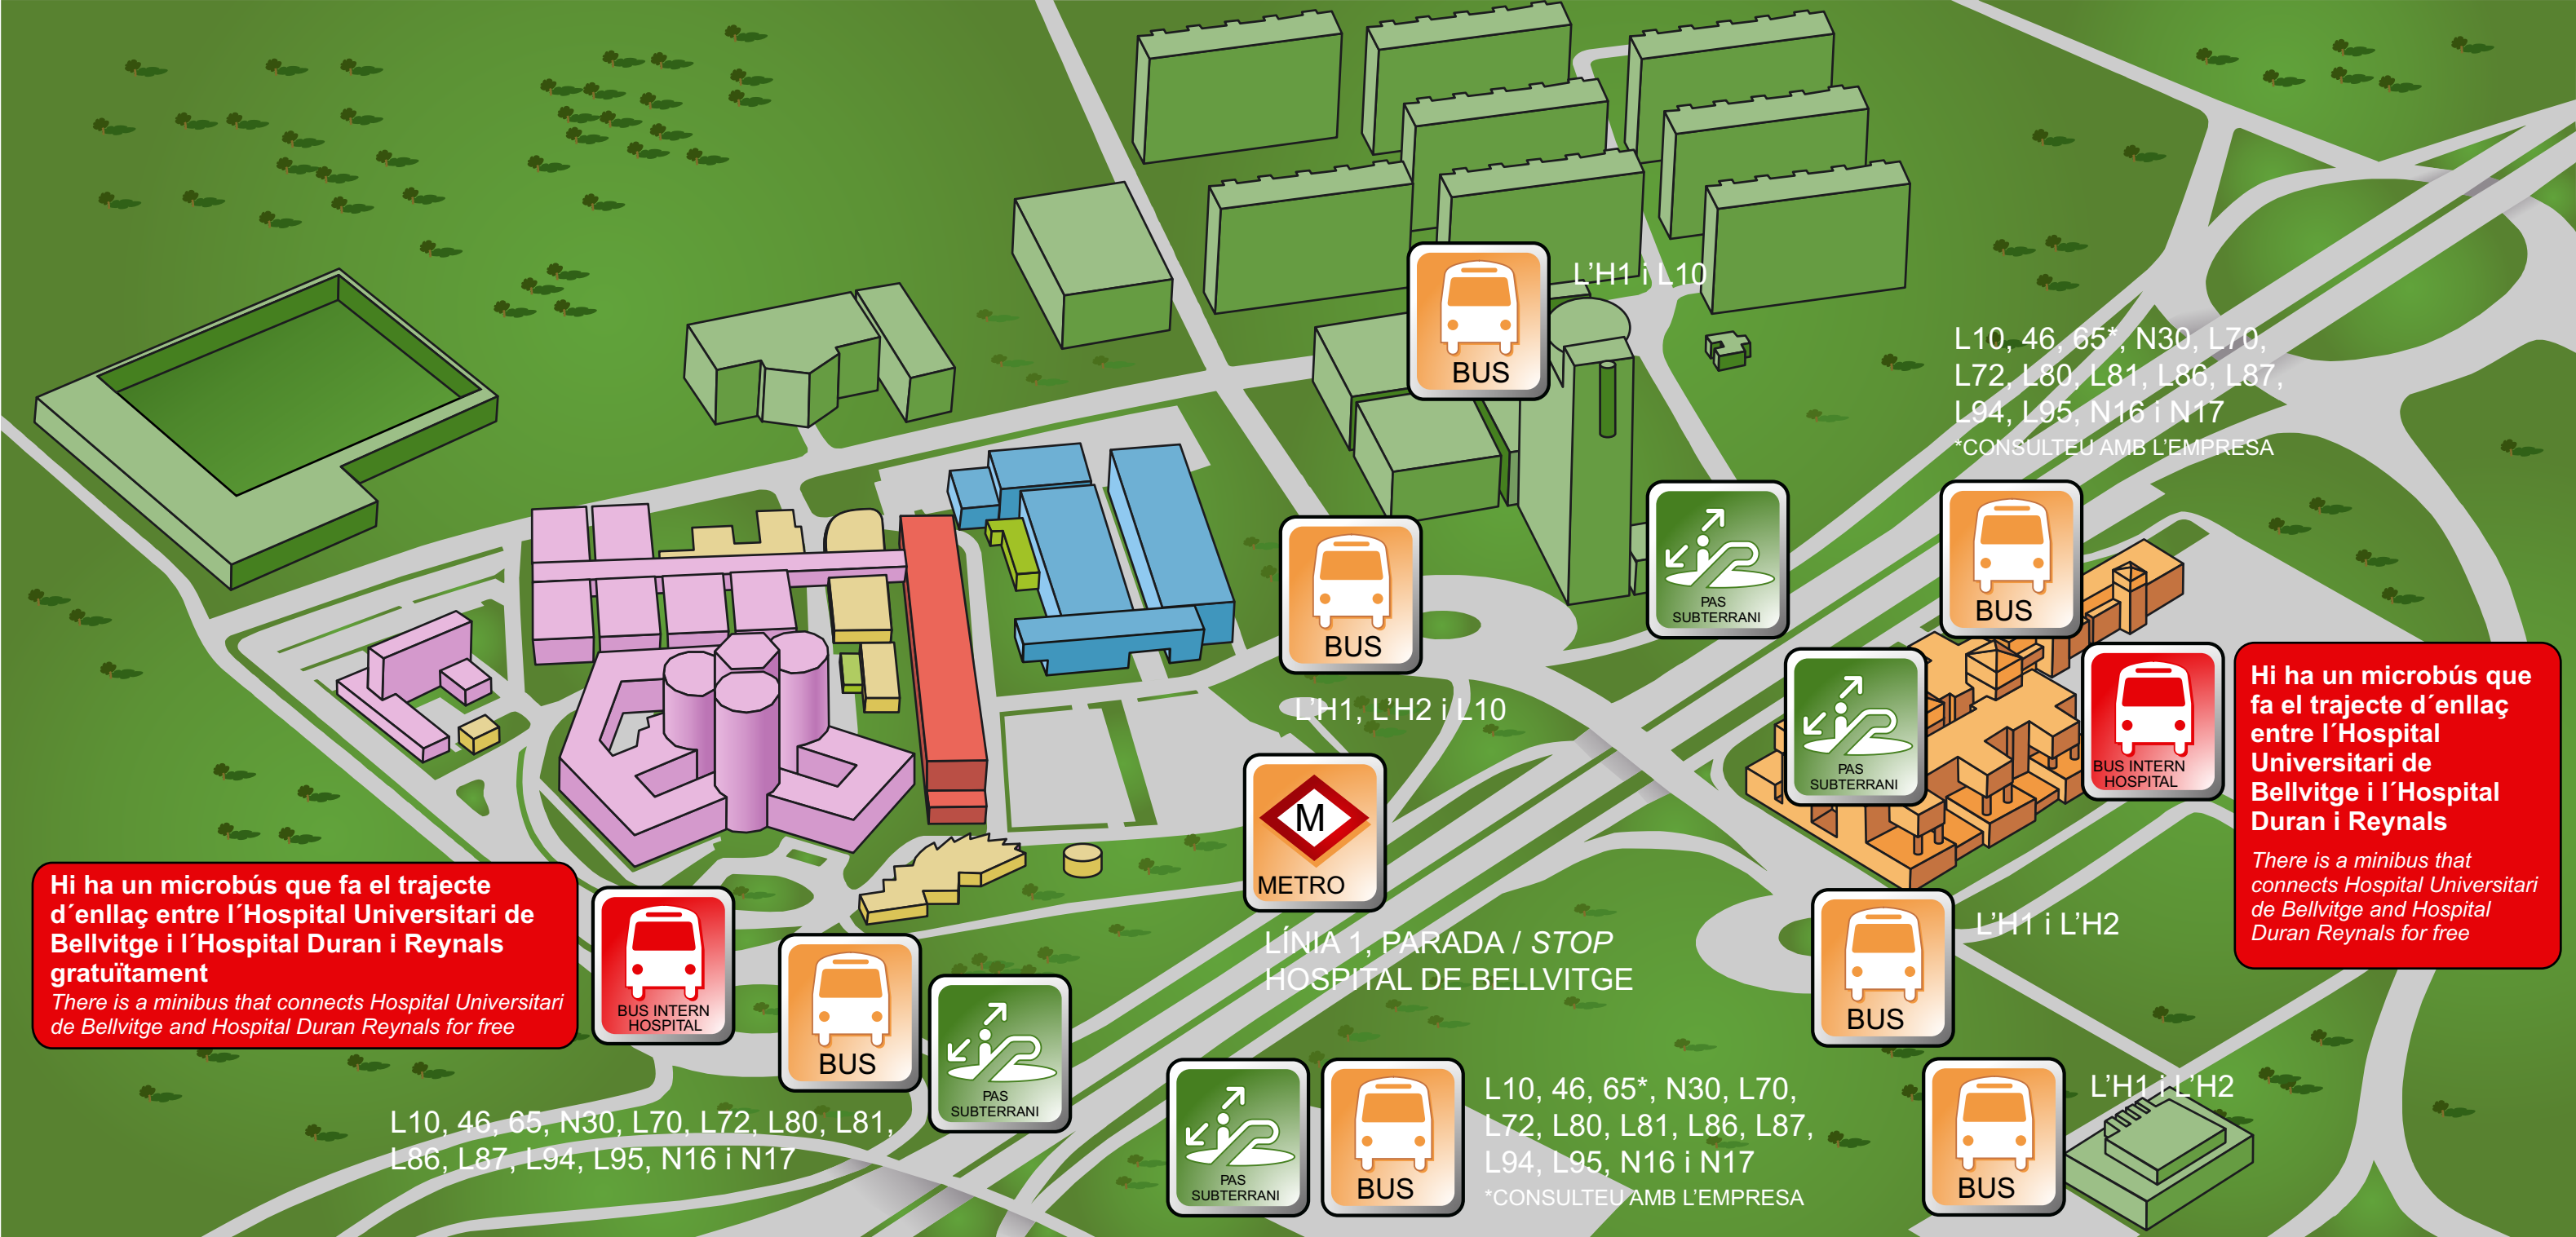 BUS
L'H1 i L10
L10, 46, 65*, N30, L70,
L72, L80, L81, L86, L87,
L94, L95, N16 i N17
*CONSULTEU AMB L'EMPRESA
BUS
L'H1, L'H2 i L10
PAS
SUBTERRANI
BUS
PAS
SUBTERRANI
BUS INTERN
HOSPITAL
Hi ha un microbús que
fa el trajecte d´enllaç
entre l´Hospital
Universitari de
Bellvitge i l´Hospital
Duran i Reynals
There is a minibus that
connects Hospital Universitari
de Bellvitge and Hospital
Duran Reynals for free
M
METRO
LÍNIA 1, PARADA / STOP
HOSPITAL DE BELLVITGE
Hi ha un microbús que fa el trajecte
d´enllaç entre l´Hospital Universitari de
Bellvitge i l´Hospital Duran i Reynals
gratuïtament
There is a minibus that connects Hospital Universitari
de Bellvitge and Hospital Duran Reynals for free
BUS INTERN
HOSPITAL
BUS
PAS
SUBTERRANI
L10, 46, 65, N30, L70, L72, L80, L81,
L86, L87, L94, L95, N16 i N17
BUS
L'H1 i L'H2
PAS
SUBTERRANI
BUS
L10, 46, 65*, N30, L70,
L72, L80, L81, L86, L87,
L94, L95, N16 i N17
*CONSULTEU AMB L'EMPRESA
BUS
L'H1 i L'H2